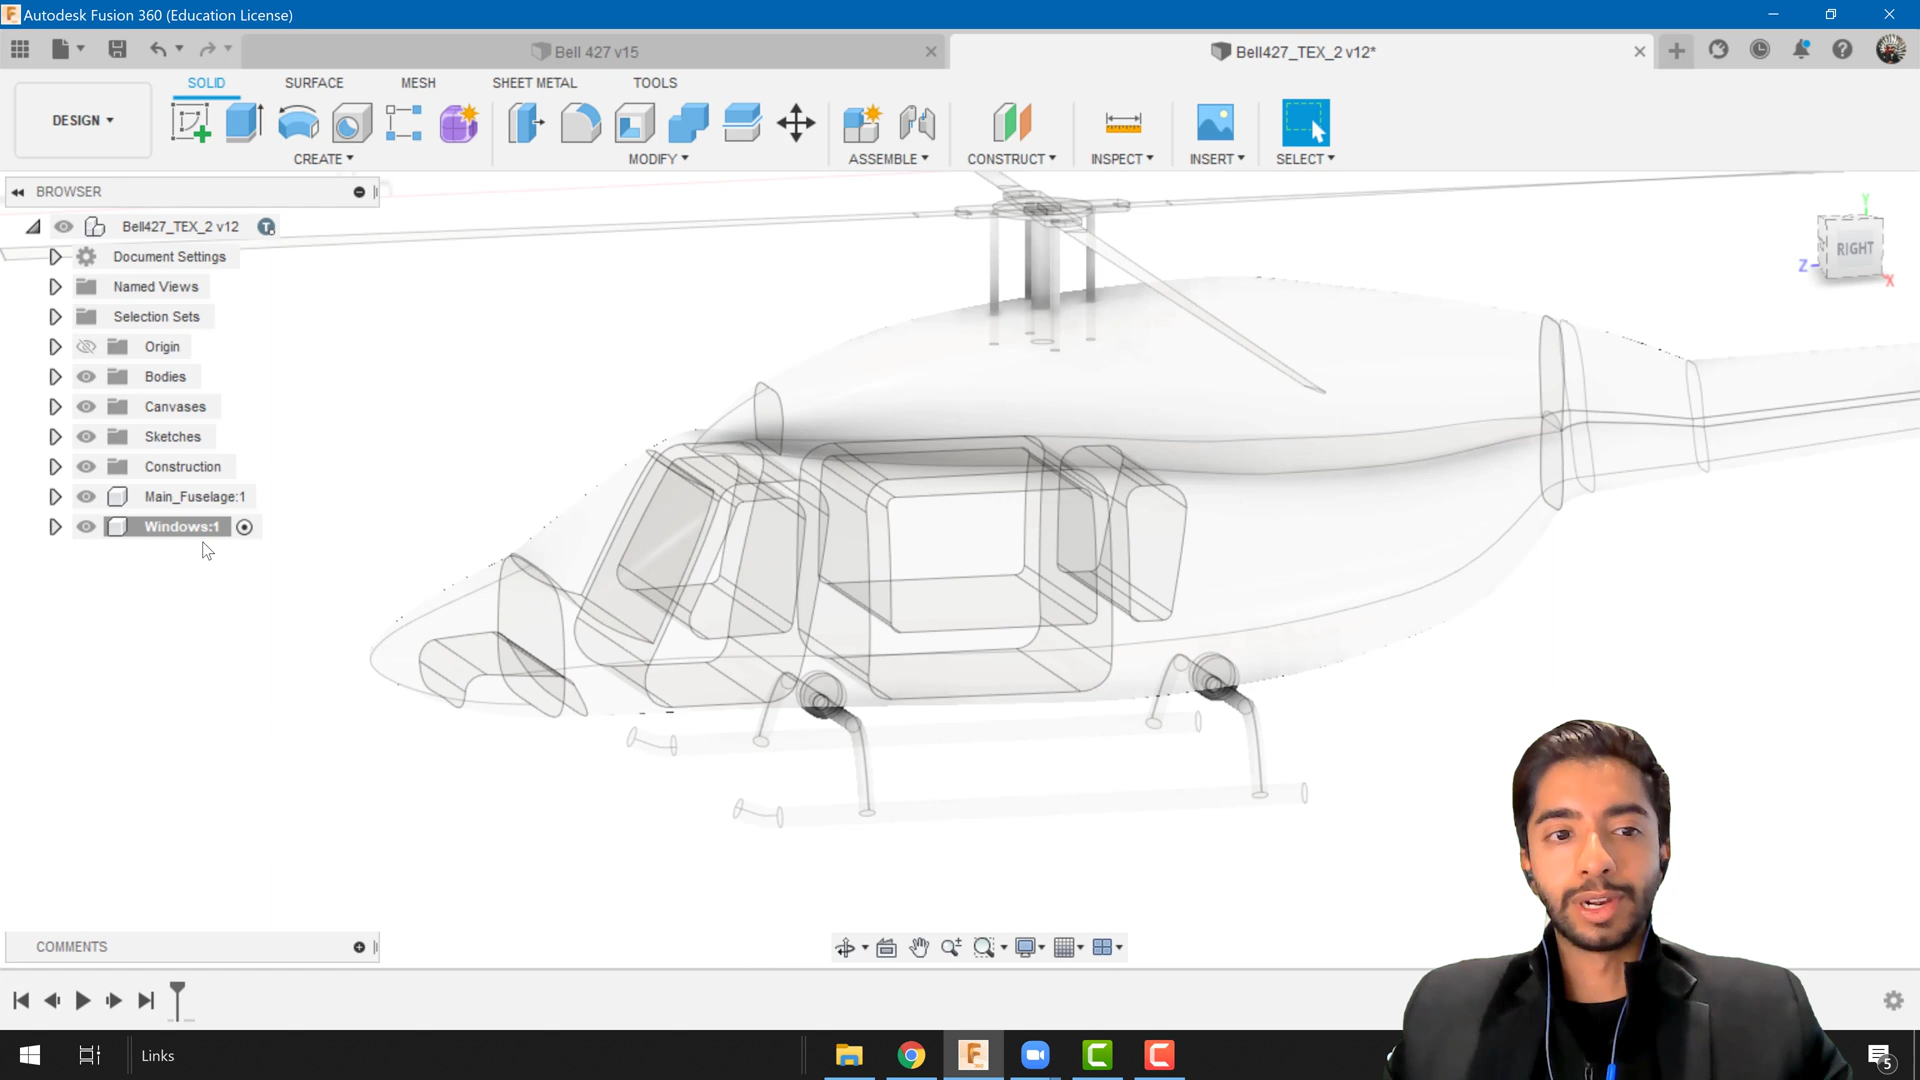 Autodesk Fusion 360 (Education License)
Bell 427 v15
Bell427_TEX_2 v12*
DESIGN
SOLID SURFACE MESH SHEET METAL TOOLS
CREATE MODIFY ASSEMBLE CONSTRUCT INSPECT INSERT SELECT
BROWSER
Bell427_TEX_2 v12
Document Settings
Named Views
Selection Sets
Origin
Bodies
Canvases
Sketches
Construction
Main_Fuselage:1
Windows:1
Y
RIGHT
Z
X
COMMENTS
Links
5